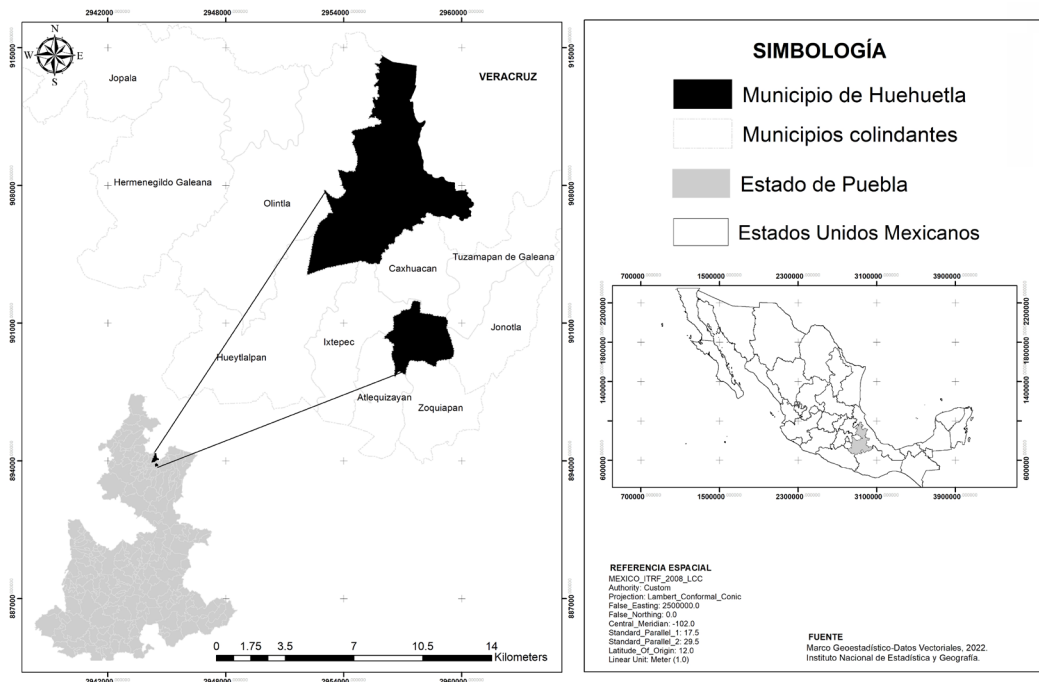 2942000 2948000 2954000 2960000
915000 915000
N
W E
S
Jopala
VERACRUZ
Hermenegildo Galeana
908000 908000
Olintla
Tuzamapan de Galeana
Caxhuacan
901000 901000
Jonotla
Ixtepec
Hueytlalpan
Atlequizayan
Zoquiapan
894000 894000
887000 887000
0 1.75 3.5 7 10.5 14
Kilometers
2942000 2948000 2954000 2960000
SIMBOLOGÍA
Municipio de Huehuetla
Municipios colindantes
Estado de Puebla
Estados Unidos Mexicanos
700000 1500000 2300000 3100000 3900000
2200000 2200000
1800000 1800000
1400000 1400000
600000 600000
700000 1500000 2300000 3100000 3900000
REFERENCIA ESPACIAL
MEXICO_ITRF_2008_LCC
Authority: Custom
Projection: Lambert_Conformal_Conic
False_Easting: 2500000.0
False_Northing: 0.0
Central_Meridian: -102.0
Standard_Parallel_1: 17.5
Standard_Parallel_2: 29.5
Latitude_Of_Origin: 12.0
Linear Unit: Meter (1.0)
FUENTE
Marco Geoestadístico-Datos Vectoriales, 2022.
Instituto Nacional de Estadística y Geografía.